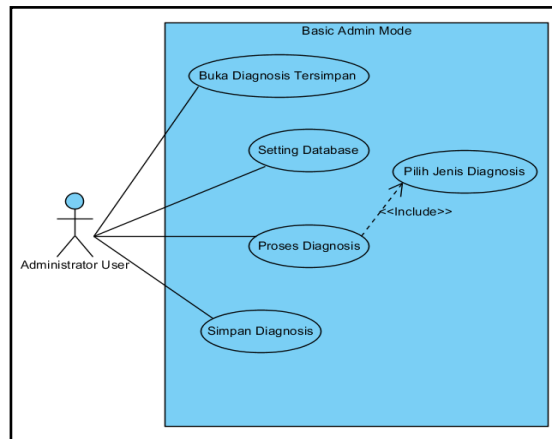 Basic Admin Mode
Buka Diagnosis Tersimpan
Setting Database
Pilih Jenis Diagnosis
<<Include>>
Proses Diagnosis
Administrator User
Simpan Diagnosis